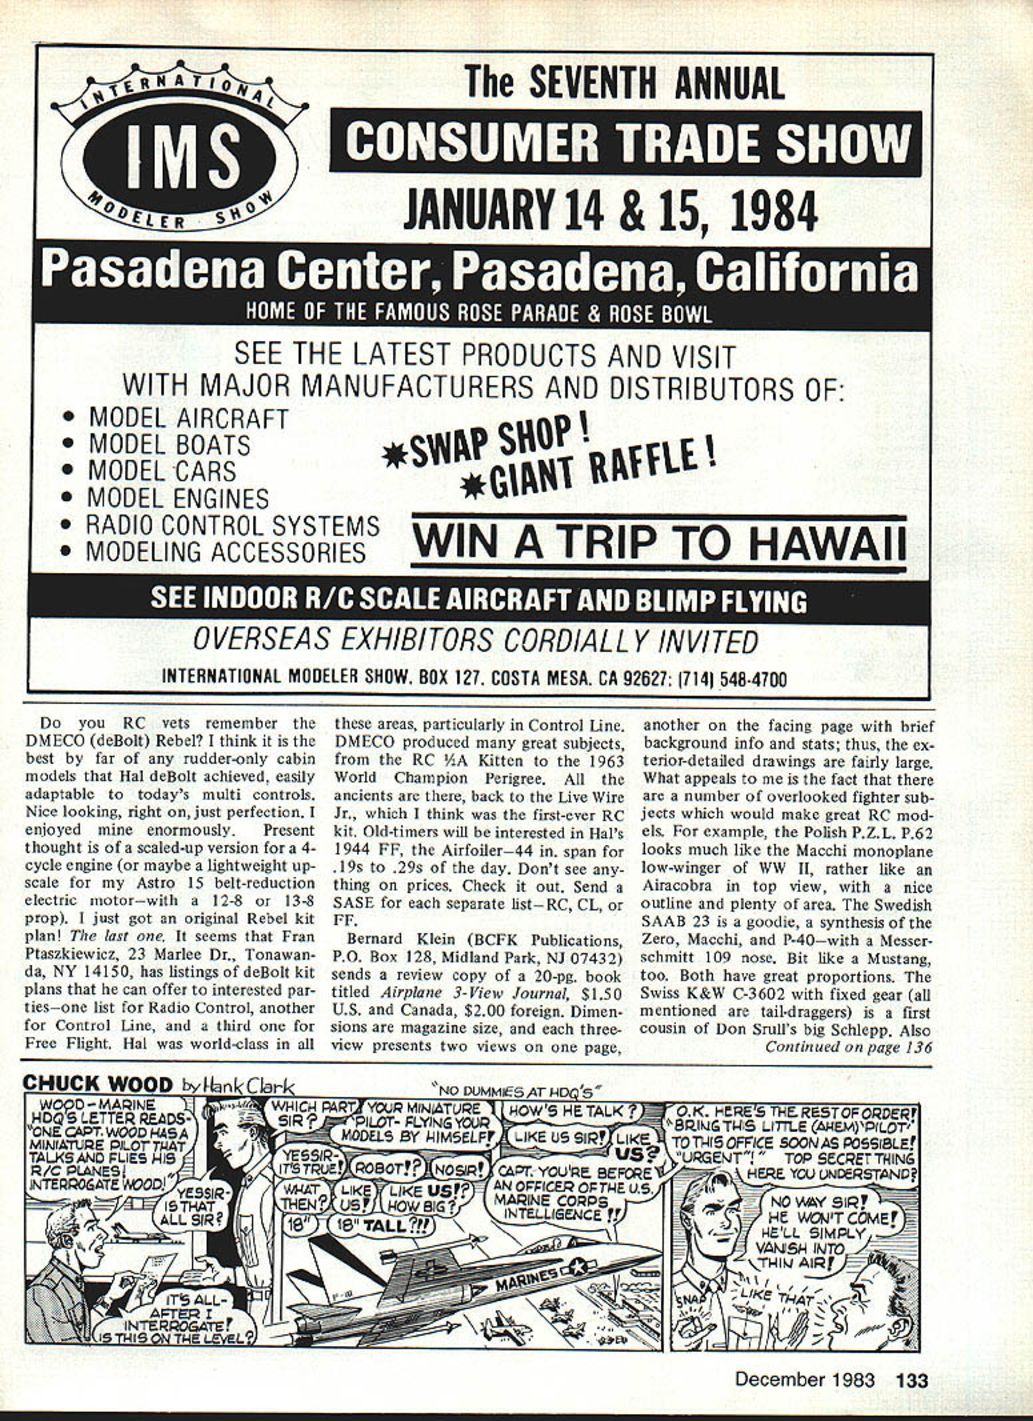 INTERNATIONAL
IMS
MODELER SHOW
The SEVENTH ANNUAL
CONSUMER TRADE SHOW
JANUARY 14 & 15, 1984
Pasadena Center, Pasadena, California
HOME OF THE FAMOUS ROSE PARADE & ROSE BOWL
SEE THE LATEST PRODUCTS AND VISIT
WITH MAJOR MANUFACTURERS AND DISTRIBUTORS OF:
• MODEL AIRCRAFT
• MODEL BOATS
• MODEL CARS
• MODEL ENGINES
• RADIO CONTROL SYSTEMS
• MODELING ACCESSORIES
✷SWAP SHOP!
✷GIANT RAFFLE!
WIN A TRIP TO HAWAII
SEE INDOOR R/C SCALE AIRCRAFT AND BLIMP FLYING
OVERSEAS EXHIBITORS CORDIALLY INVITED
INTERNATIONAL MODELER SHOW, BOX 127, COSTA MESA, CA 92627; (714) 548-4700
Do you RC vets remember the
DMECO (deBolt) Rebel? I think it is the
best by far of any rudder-only cabin
models that Hal deBolt achieved, easily
adaptable to today's multi controls.
Nice looking, right on, just perfection. I
enjoyed mine enormously. Present
thought is of a scaled-up version for a 4-
cycle engine (or maybe a lightweight up-
scale for my Astro 15 belt-reduction
electric motor—with a 12-8 or 13-8
prop). I just got an original Rebel kit
plan! The last one. It seems that Fran
Ptaszkiewicz, 23 Marlee Dr., Tonawan-
da, NY 14150, has listings of deBolt kit
plans that he can offer to interested par-
ties—one list for Radio Control, another
for Control Line, and a third one for
Free Flight. Hal was world-class in all
these areas, particularly in Control Line.
DMECO produced many great subjects,
from the RC ½A Kitten to the 1963
World Champion Perigree. All the
ancients are there, back to the Live Wire
Jr., which I think was the first-ever RC
kit. Old-timers will be interested in Hal's
1944 FF, the Airfoiler—44 in. span for
.19s to .29s of the day. Don't see any-
thing on prices. Check it out. Send a
SASE for each separate list—RC, CL, or
FF.
Bernard Klein (BCFK Publications,
P.O. Box 128, Midland Park, NJ 07432)
sends a review copy of a 20-pg. book
titled Airplane 3-View Journal, $1.50
U.S. and Canada, $2.00 foreign. Dimen-
sions are magazine size, and each three-
view presents two views on one page,
another on the facing page with brief
background info and stats; thus, the ex-
terior-detailed drawings are fairly large.
What appeals to me is the fact that there
are a number of overlooked fighter sub-
jects which would make great RC mod-
els. For example, the Polish P.Z.L. P.62
looks much like the Macchi monoplane
low-winger of WW II, rather like an
Airacobra in top view, with a nice
outline and plenty of area. The Swedish
SAAB 23 is a goodie, a synthesis of the
Zero, Macchi, and P-40—with a Messer-
schmitt 109 nose. Bit like a Mustang,
too. Both have great proportions. The
Swiss K&W C-3602 with fixed gear (all
mentioned are tail-draggers) is a first
cousin of Don Srull's big Schlepp. Also
Continued on page 136
CHUCK WOOD by Hank Clark
"NO DUMMIES AT HDQ'S"
WOOD-MARINE
HDQ'S LETTER READS-
"ONE CAPT. WOOD HAS A
MINIATURE PILOT THAT
TALKS AND FLIES HIS
R/C PLANES!
INTERROGATE WOOD!"
YESSIR-
IS THAT
ALL SIR?
IT'S ALL-
AFTER I
INTERROGATE!
IS THIS ON THE LEVEL?
WHICH PART
SIR?
YOUR MINIATURE
'PILOT- FLYING YOUR
MODELS BY HIMSELF!
YESSIR-
IT'S TRUE!
ROBOT!?
NOSIR!
WHAT
THEN?
LIKE
US!
LIKE US!?
HOW BIG?
18"
18" TALL?!!
HOW'S HE TALK?
LIKE US SIR!
LIKE
US?
CAPT. YOU'RE BEFORE
AN OFFICER OF THE U.S.
MARINE CORPS
INTELLIGENCE!!
MARINES
O.K. HERE'S THE REST OF ORDER!
"BRING THIS LITTLE (AHEM) 'PILOT'
TO THIS OFFICE SOON AS POSSIBLE!
"URGENT"! TOP SECRET THING
HERE YOU UNDERSTAND?
NO WAY SIR!
HE WON'T COME!
HE'LL SIMPLY
VANISH INTO
THIN AIR!
SNAP
LIKE THAT
December 1983 133